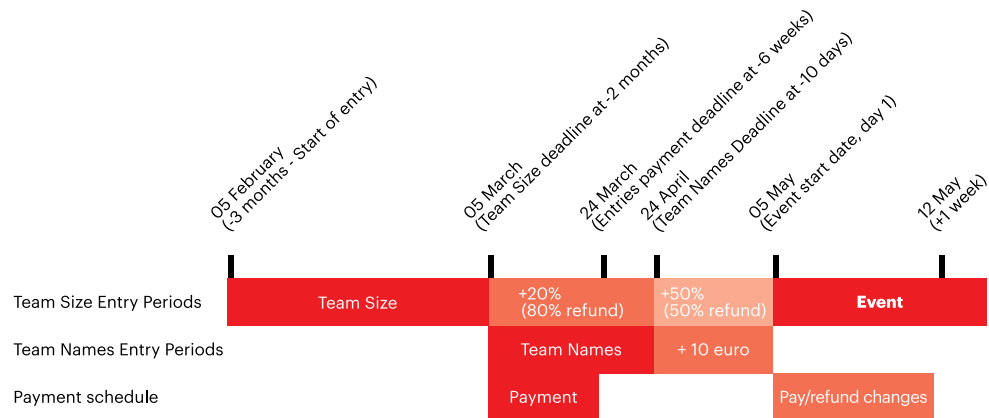 05 February
(-3 months - Start of entry)
05 March
(Team Size deadline at -2 months)
24 March
(Entries payment deadline at -6 weeks)
24 April
(Team Names Deadline at -10 days)
05 May
(Event start date, day 1)
12 May
(+1 week)
Team Size Entry Periods
Team Size
+20%
(80% refund)
+50%
(50% refund)
Event
Team Names Entry Periods
Team Names
+ 10 euro
Payment schedule
Payment
Pay/refund changes